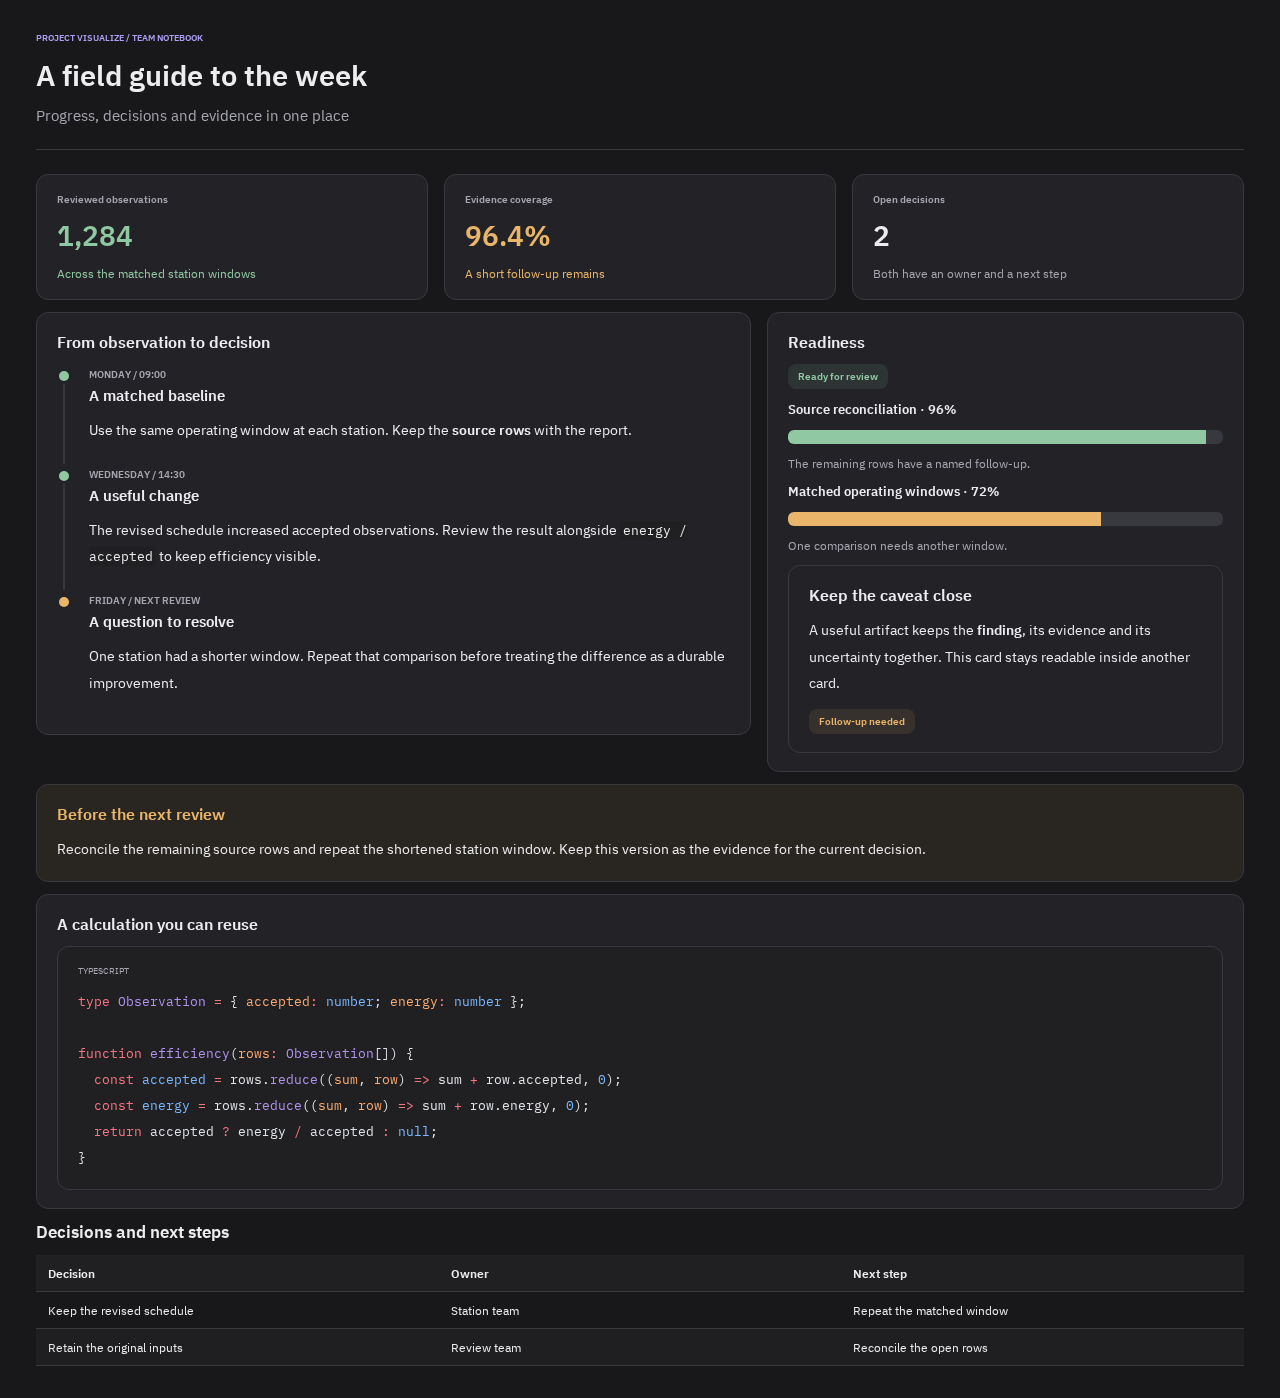 PROJECT VISUALIZE / TEAM NOTEBOOK
A field guide to the week
Progress, decisions and evidence in one place
Reviewed observations
1,284
Across the matched station windows
Evidence coverage
96.4%
A short follow-up remains
Open decisions
2
Both have an owner and a next step
From observation to decision
MONDAY / 09:00
A matched baseline
Use the same operating window at each station. Keep the source rows with the report.
WEDNESDAY / 14:30
A useful change
The revised schedule increased accepted observations. Review the result alongside energy /
accepted to keep efficiency visible.
FRIDAY / NEXT REVIEW
A question to resolve
One station had a shorter window. Repeat that comparison before treating the difference as a durable
improvement.
Readiness
Ready for review
Source reconciliation · 96%
The remaining rows have a named follow-up.
Matched operating windows · 72%
One comparison needs another window.
Keep the caveat close
A useful artifact keeps the finding, its evidence and its
uncertainty together. This card stays readable inside another
card.
Follow-up needed
Before the next review
Reconcile the remaining source rows and repeat the shortened station window. Keep this version as the evidence for the current decision.
A calculation you can reuse
TYPESCRIPT
type Observation = { accepted: number; energy: number };
function efficiency(rows: Observation[]) {
  const accepted = rows.reduce((sum, row) => sum + row.accepted, 0);
  const energy = rows.reduce((sum, row) => sum + row.energy, 0);
  return accepted ? energy / accepted : null;
}
Decisions and next steps
Decision Owner Next step
Keep the revised schedule Station team Repeat the matched window
Retain the original inputs Review team Reconcile the open rows